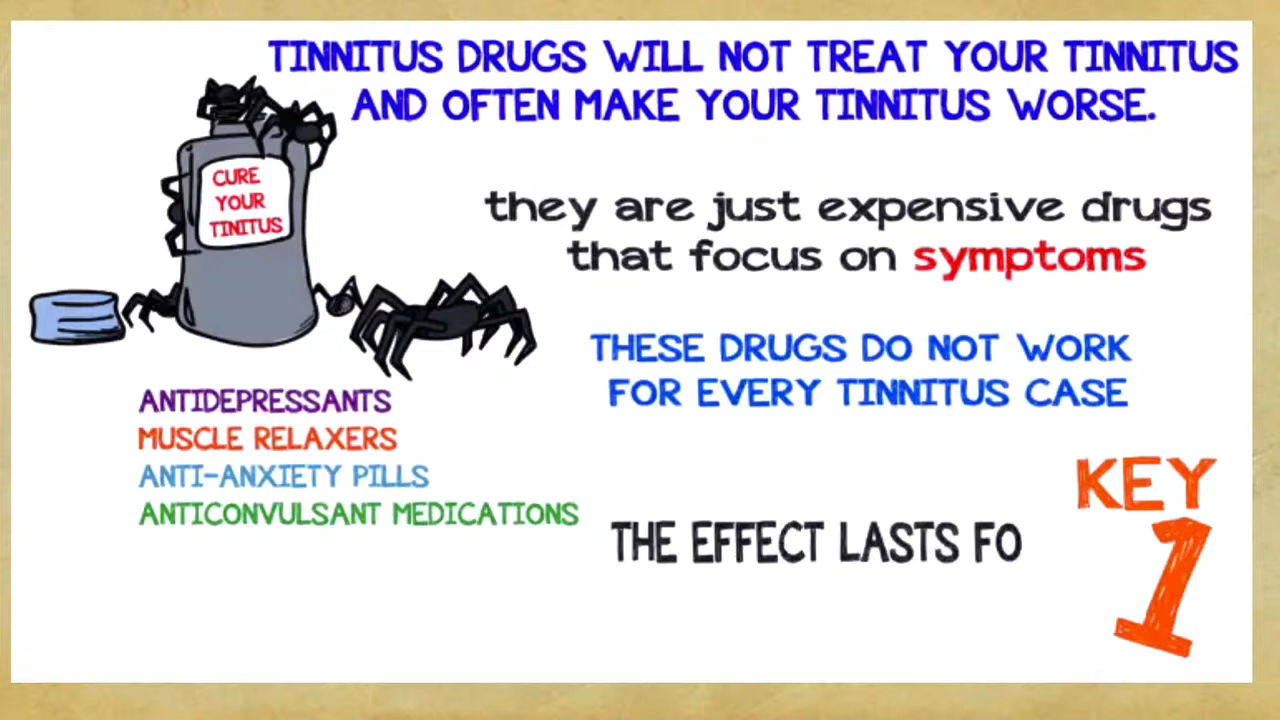 TINNITUS DRUGS WILL NOT TREAT YOUR TINNITUS
AND OFTEN MAKE YOUR TINNITUS WORSE.
CURE
YOUR
TINITUS
they are just expensive drugs
that focus on symptoms
THESE DRUGS DO NOT WORK
FOR EVERY TINNITUS CASE
ANTIDEPRESSANTS
MUSCLE RELAXERS
ANTI-ANXIETY PILLS
ANTICONVULSANT MEDICATIONS
THE EFFECT LASTS FO
KEY
1